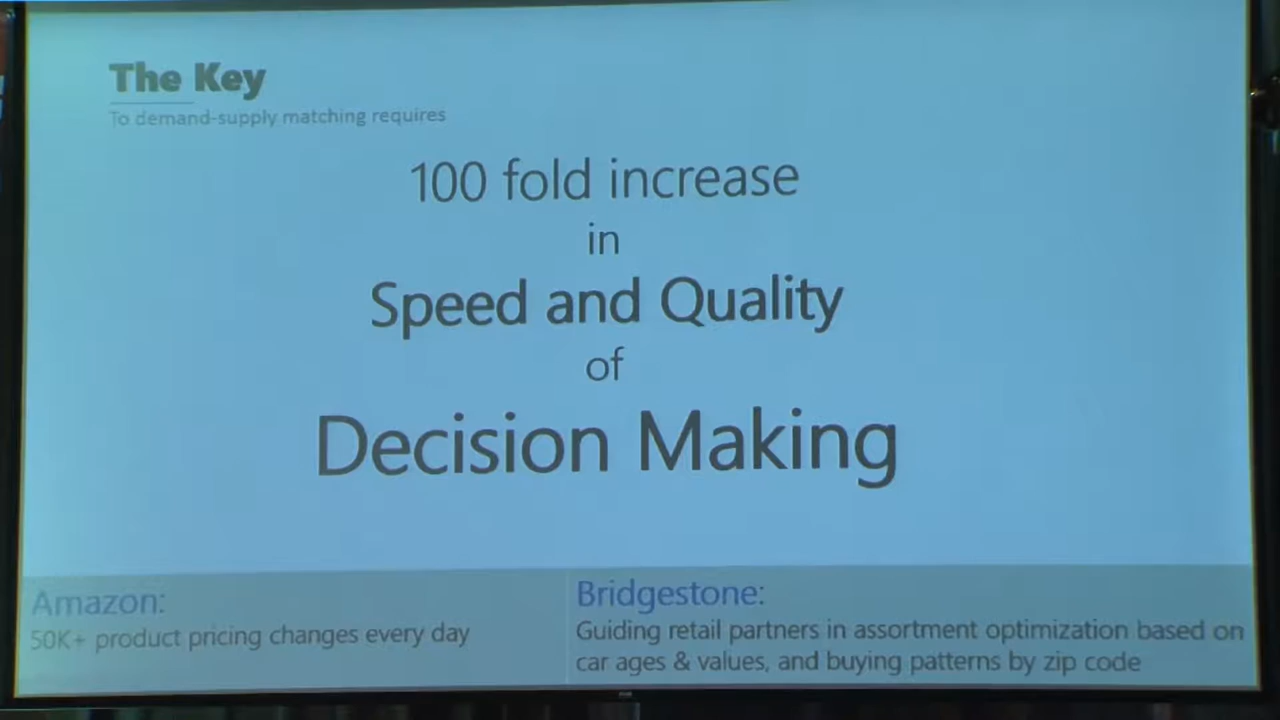 The Key
To demand-supply matching requires
100 fold increase
in
Speed and Quality
of
Decision Making
Amazon:
50K+ product pricing changes every day
Bridgestone:
Guiding retail partners in assortment optimization based on
car ages & values, and buying patterns by zip code